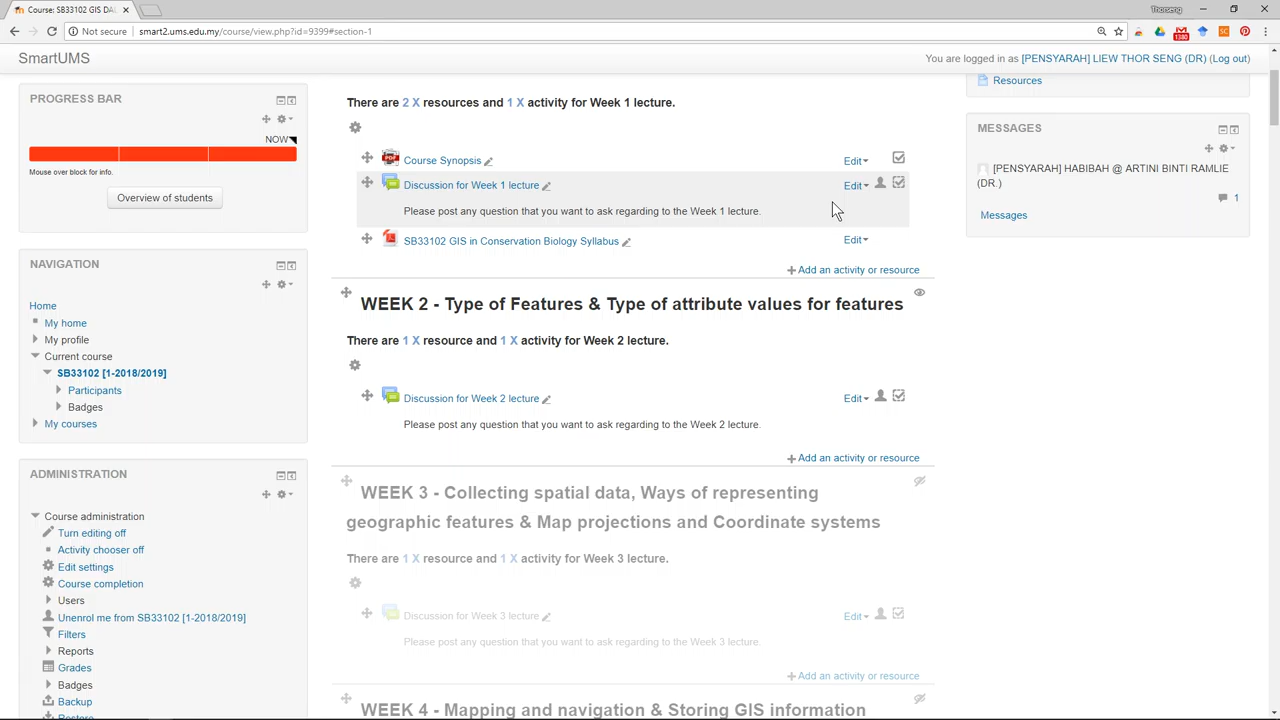 Course: SB33102 GIS DAL
Thorseng
Not secure
smart2.ums.edu.my/course/view.php?id=9399#section-1
1380
SmartUMS
You are logged in as [PENSYARAH] LIEW THOR SENG (DR) (Log out)
PROGRESS BAR
NOW
Mouse over block for info.
Overview of students
NAVIGATION
Home
My home
My profile
Current course
SB33102 [1-2018/2019]
Participants
Badges
My courses
ADMINISTRATION
Course administration
Turn editing off
Activity chooser off
Edit settings
Course completion
Users
Unenrol me from SB33102 [1-2018/2019]
Filters
Reports
Grades
Badges
Backup
Restore
There are 2 X resources and 1 X activity for Week 1 lecture.
Course Synopsis
Edit
Discussion for Week 1 lecture
Edit
Please post any question that you want to ask regarding to the Week 1 lecture.
SB33102 GIS in Conservation Biology Syllabus
Edit
Add an activity or resource
WEEK 2 - Type of Features & Type of attribute values for features
There are 1 X resource and 1 X activity for Week 2 lecture.
Discussion for Week 2 lecture
Edit
Please post any question that you want to ask regarding to the Week 2 lecture.
Add an activity or resource
WEEK 3 - Collecting spatial data, Ways of representing
geographic features & Map projections and Coordinate systems
There are 1 X resource and 1 X activity for Week 3 lecture.
Discussion for Week 3 lecture
Edit
Please post any question that you want to ask regarding to the Week 3 lecture.
Add an activity or resource
WEEK 4 - Mapping and navigation & Storing GIS information
Resources
MESSAGES
[PENSYARAH] HABIBAH @ ARTINI BINTI RAMLIE
(DR.)
1
Messages